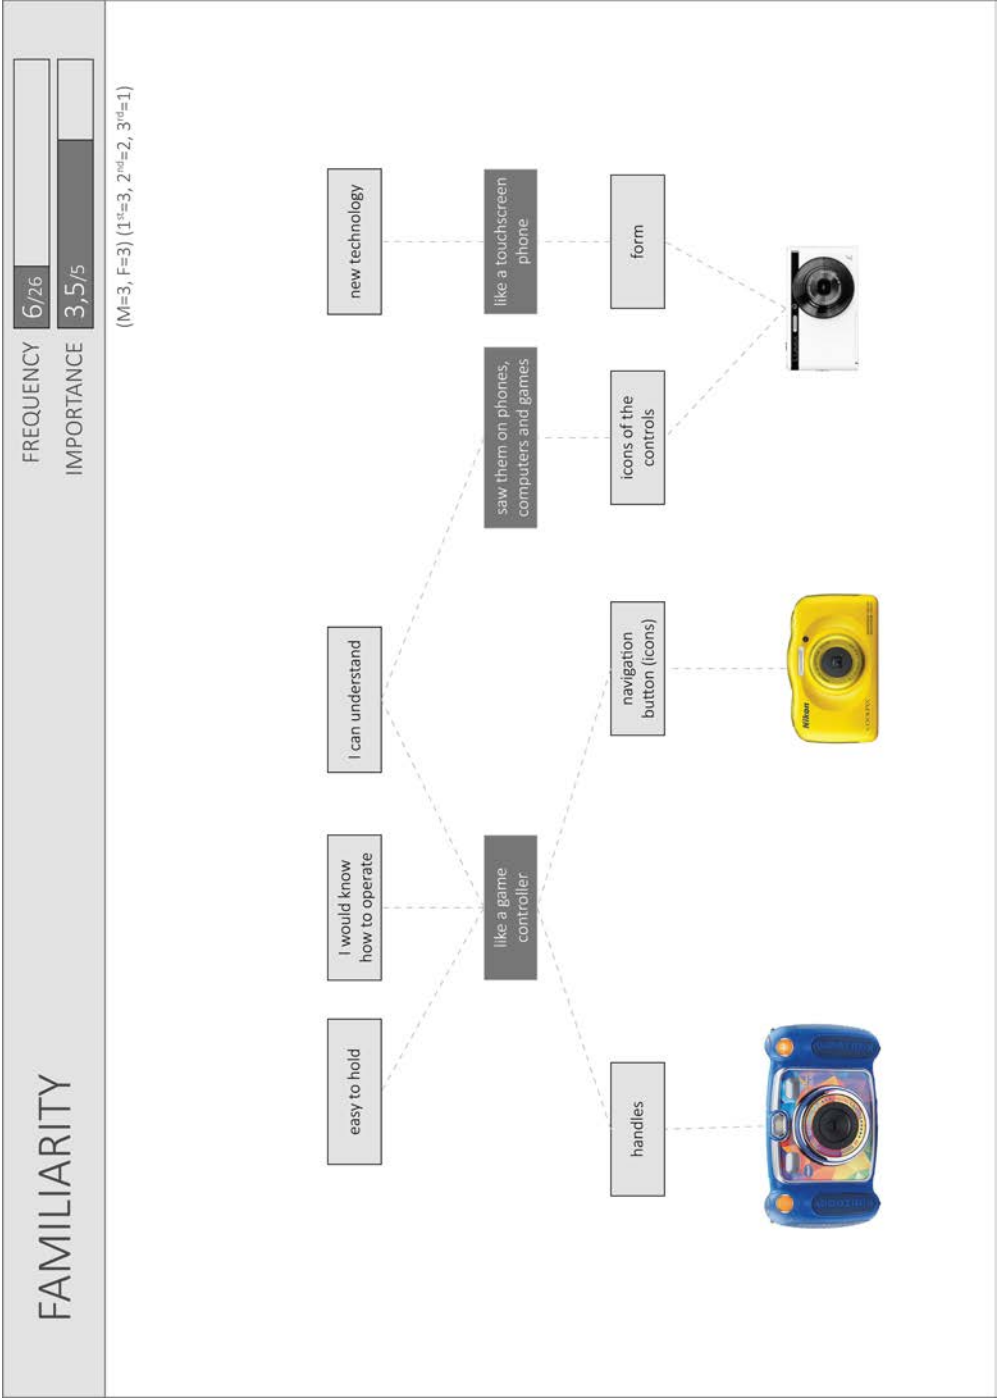 FAMILIARITY
FREQUENCY
6/26
IMPORTANCE
3,5/5
(M=3, F=3) (1st=3, 2nd=2, 3rd=1)
easy to hold
I would know
how to operate
I can understand
new technology
like a game
controller
saw them on phones,
computers and games
like a touchscreen
phone
handles
navigation
button (icons)
icons of the
controls
form
Nikon
COOLPIX